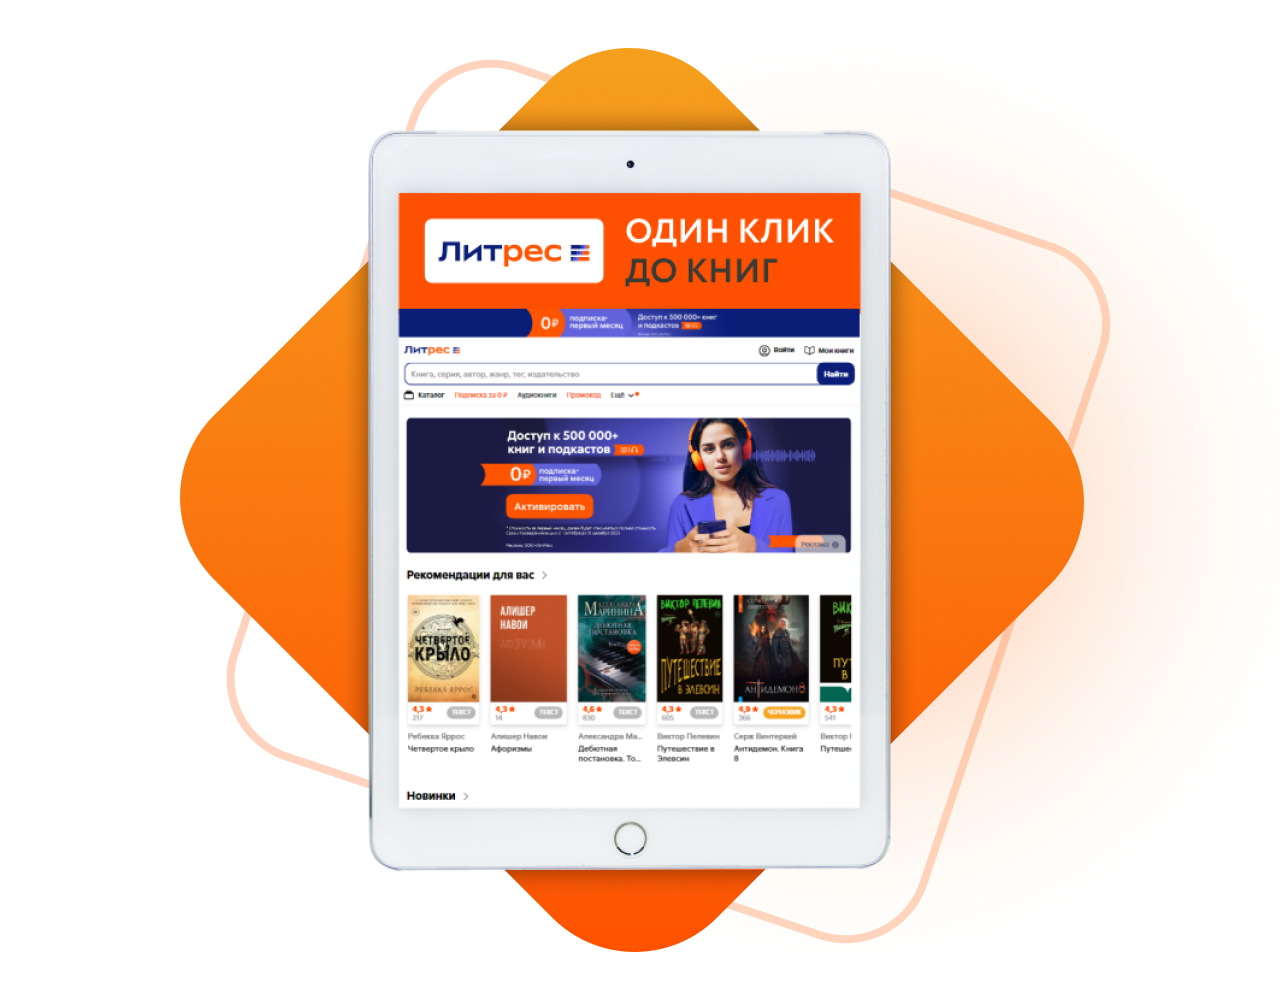 Литрес
ОДИН КЛИК
ДО КНИГ
0₽ подписка*
первый месяц
Доступ к 500 000+ книг
и подкастов
Литрес
Войти
Мои книги
Книга, серия, автор, жанр, тег, издательство
Найти
Каталог Подписка за 0 ₽ Аудиокниги Промокод Ещё
Доступ к 500 000+
книг и подкастов
0₽ подписка*
первый месяц
Активировать
Реклама
Рекомендации для вас
ЧЕТВЕРТОЕ
КРЫЛО
РЕБЕККА ЯРРОС
АЛИШЕР
НАВОИ
АФОРИЗМЫ
АЛЕКСАНДРА
МАРИНИНА
ДЕБЮТНАЯ
ПОСТАНОВКА
ВИКТОР ПЕЛЕВИН
ПУТЕШЕСТВИЕ
В ЭЛЕВСИН
АНТИДЕМОН
8
ВИК
ПУТ
В
4,3 ТЕКСТ
217
4,3 ТЕКСТ
14
4,6 ТЕКСТ
830
4,3 ТЕКСТ
605
4,9 ЧЕРНОВИК
366
4,3
541
Ребекка Яррос
Четвертое крыло
Алишер Навои
Афоризмы
Александра Ма...
Дебютная
постановка. То...
Виктор Пелевин
Путешествие в
Элевсин
Серж Винтеркей
Антидемон. Книга
8
Виктор
Путеше
Новинки